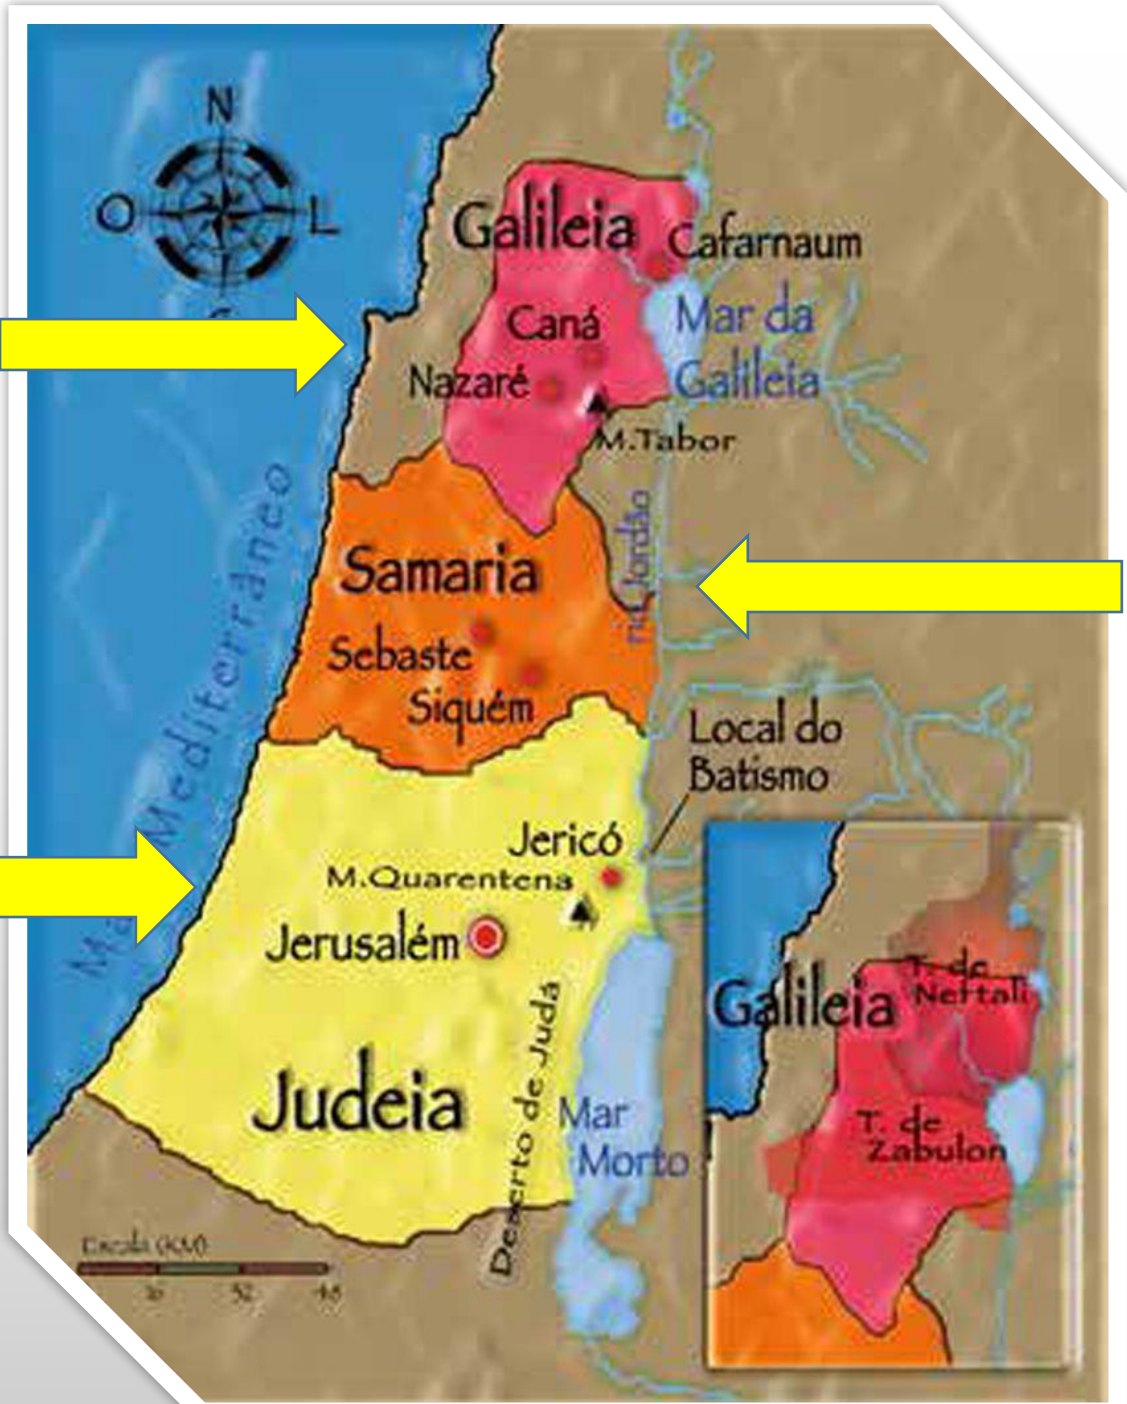 N
O
L
Galileia
Cafarnaum
Caná
Mar da
Galileia
Nazaré
M.Tabor
rio Jordão
Mediterrâneo
Samaria
Sebaste
Siquém
Local do
Batismo
Jericó
M.Quarentena
Jerusalém
Judeia
Deserto de Judá
Mar
Morto
Galileia
T. de
Neftali
T. de
Zabulon
Escala (KM)
16
32
48